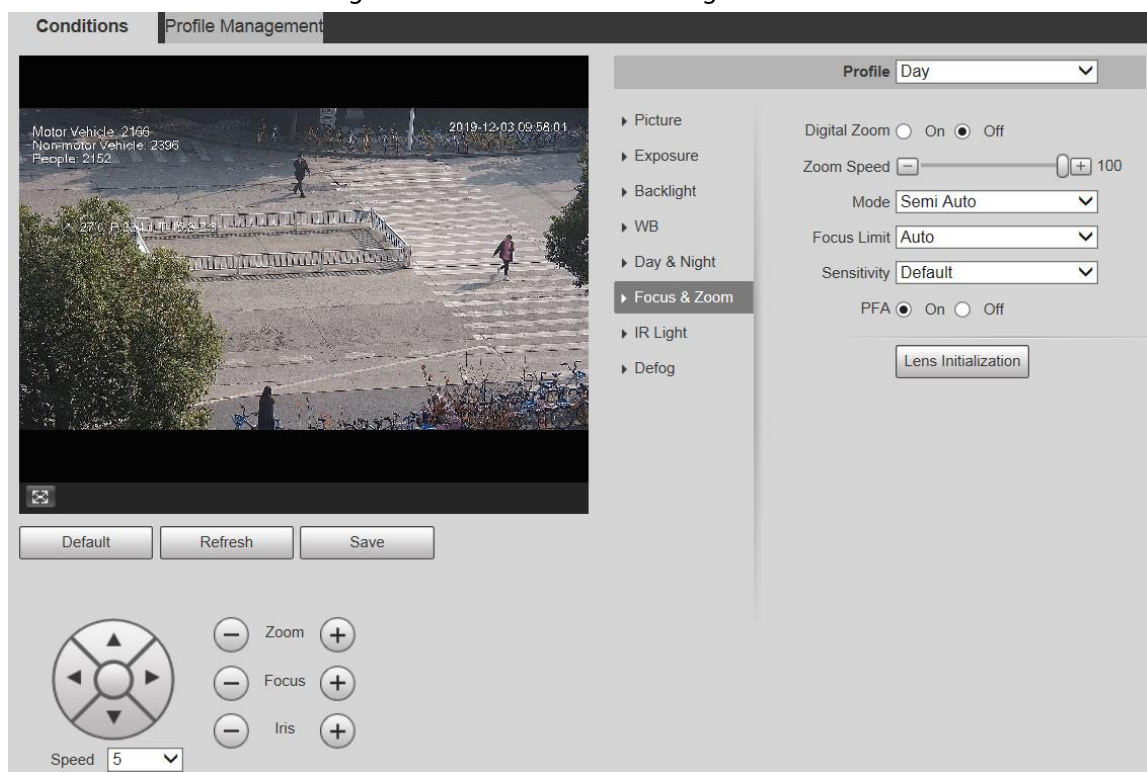 Conditions
Profile Management
Motor Vehicle: 2166
Non-motor Vehicle: 2396
People: 2152
2019-12-03 09:58:01
Profile Day
Picture
Exposure
Backlight
WB
Day & Night
Focus & Zoom
IR Light
Defog
Digital Zoom On Off
Zoom Speed 100
Mode Semi Auto
Focus Limit Auto
Sensitivity Default
PFA On Off
Lens Initialization
Default
Refresh
Save
Zoom
Focus
Iris
Speed 5